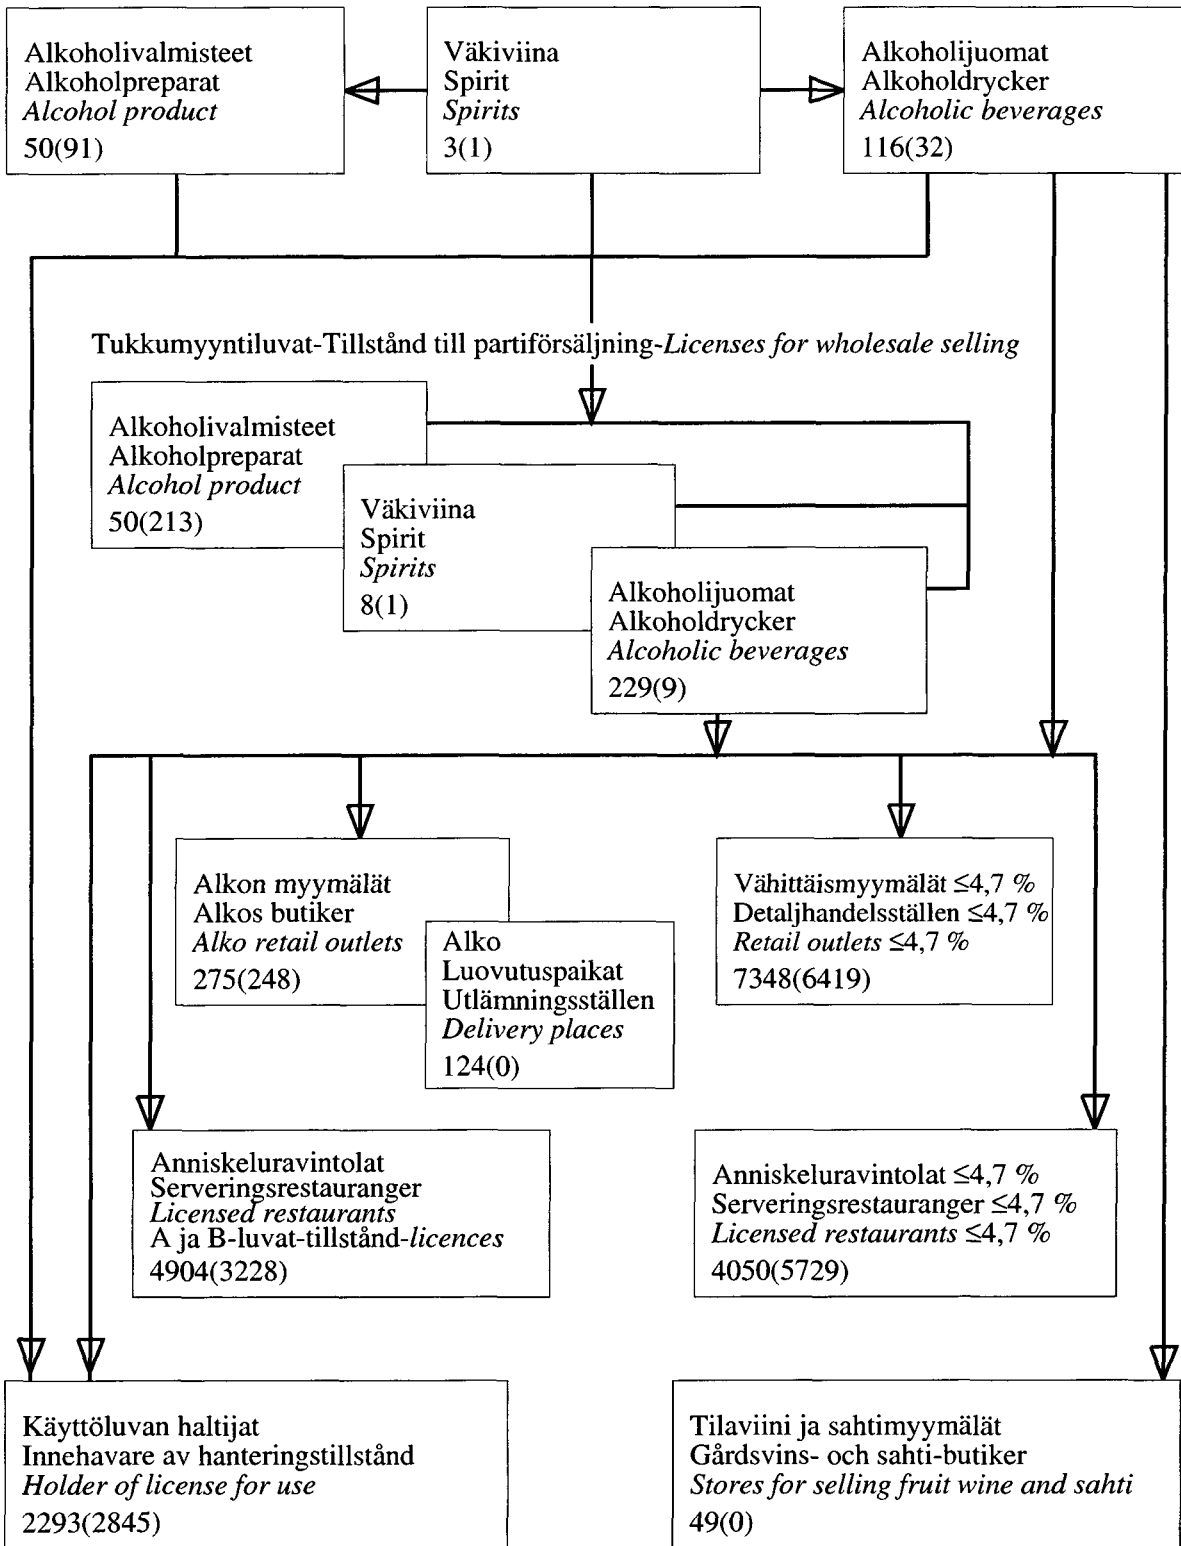 Alkoholivalmisteet
Alkoholpreparat
Alcohol product
50(91)
Väkiviina
Spirit
Spirits
3(1)
Alkoholijuomat
Alkoholdrycker
Alcoholic beverages
116(32)
Tukkumyyntiluvat-Tillstånd till partiförsäljning-Licenses for wholesale selling
Alkoholivalmisteet
Alkoholpreparat
Alcohol product
50(213)
Väkiviina
Spirit
Spirits
8(1)
Alkoholijuomat
Alkoholdrycker
Alcoholic beverages
229(9)
Alkon myymälät
Alkos butiker
Alko retail outlets
275(248)
Alko
Luovutuspaikat
Utlämningsställen
Delivery places
124(0)
Vähittäismyymälät ≤4,7 %
Detaljhandelsställen ≤4,7 %
Retail outlets ≤4,7 %
7348(6419)
Anniskeluravintolat
Serveringsrestauranger
Licensed restaurants
A ja B-luvat-tillstånd-licences
4904(3228)
Anniskeluravintolat ≤4,7 %
Serveringsrestauranger ≤4,7 %
Licensed restaurants ≤4,7 %
4050(5729)
Käyttöluvan haltijat
Innehavare av hanteringstillstånd
Holder of license for use
2293(2845)
Tilaviini ja sahtimyymälät
Gårdsvins- och sahti-butiker
Stores for selling fruit wine and sahti
49(0)